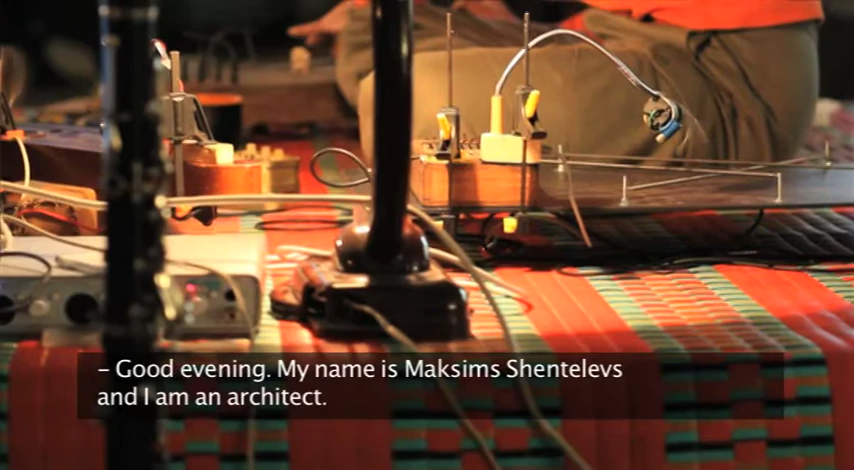 – Good evening. My name is Maksims Shentelevs
and I am an architect.